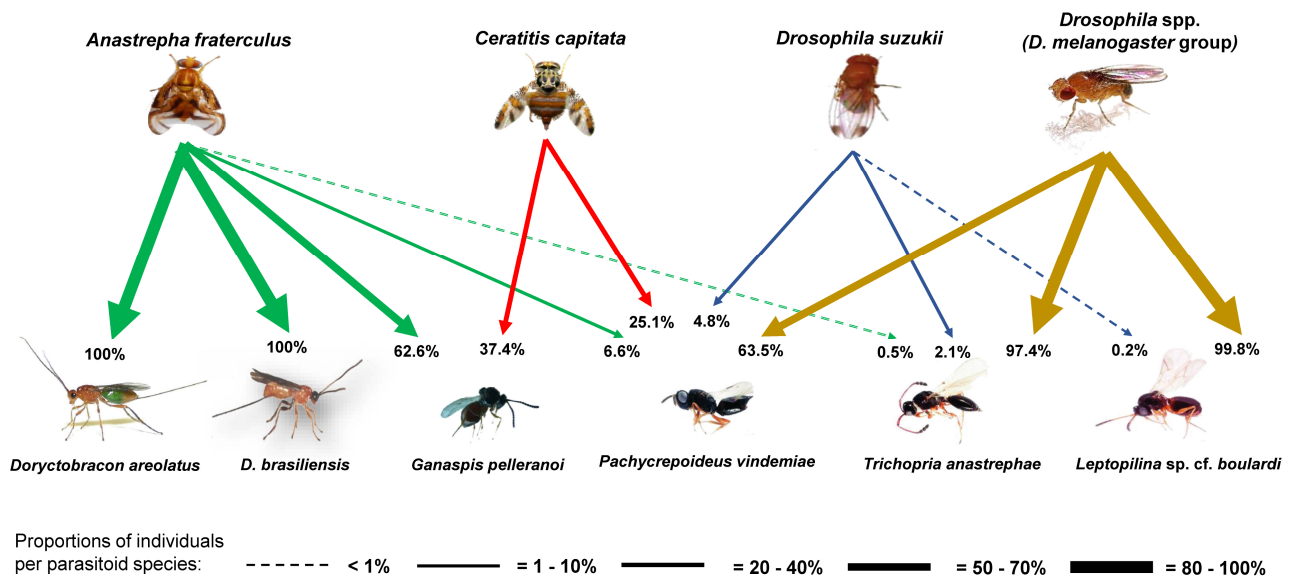 Anastrepha fraterculus
Ceratitis capitata
Drosophila suzukii
Drosophila spp.
(D. melanogaster group)
100%
100%
62.6%
37.4%
6.6%
25.1%
4.8%
63.5%
0.5%
2.1%
97.4%
0.2%
99.8%
Doryctobracon areolatus
D. brasiliensis
Ganaspis pelleranoi
Pachycrepoideus vindemiae
Trichopria anastrephae
Leptopilina sp. cf. boulardi
Proportions of individuals
per parasitoid species:
< 1%
= 1 - 10%
= 20 - 40%
= 50 - 70%
= 80 - 100%